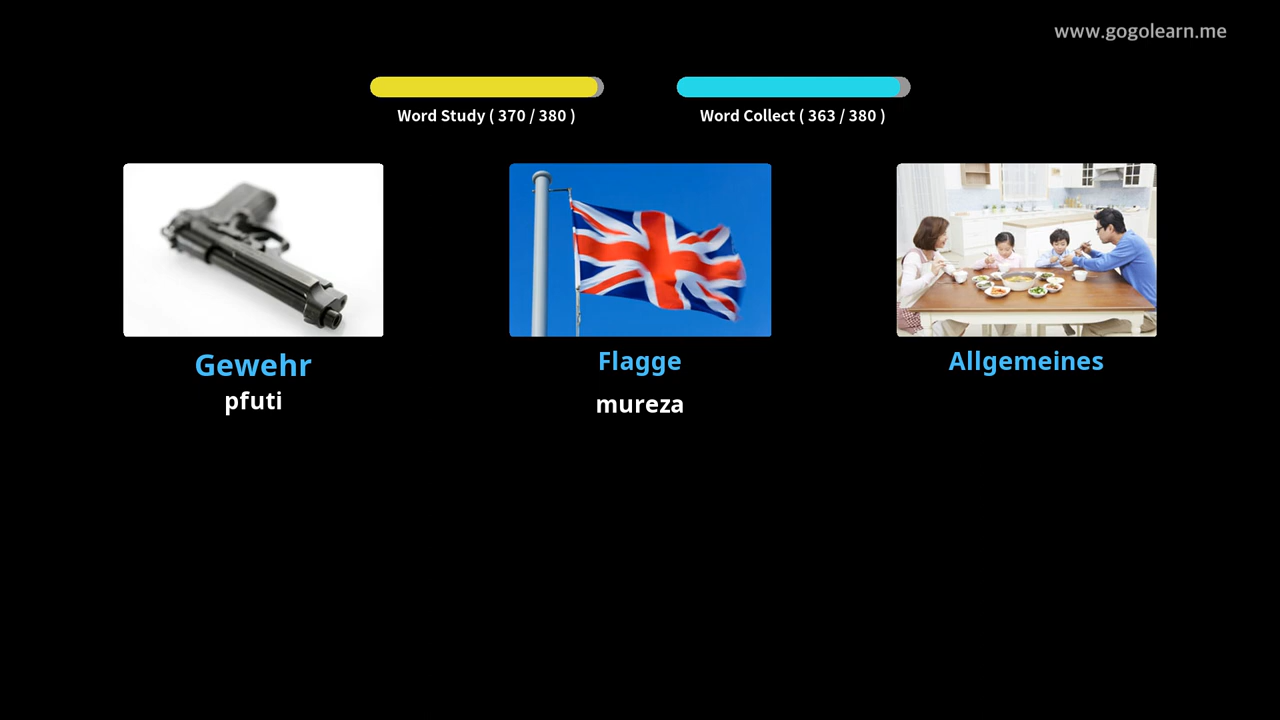 www.gogolearn.me
Word Study ( 370 / 380 )
Word Collect ( 363 / 380 )
Gewehr
pfuti
Flagge
mureza
Allgemeines